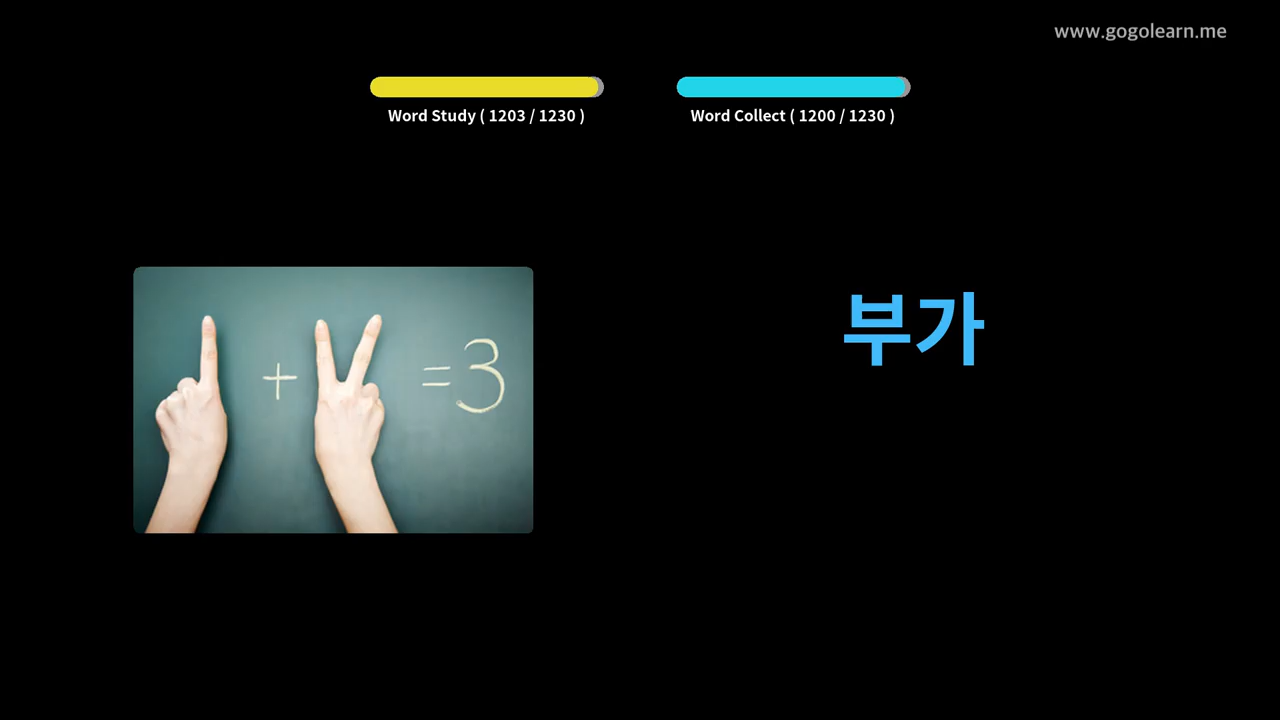 www.gogolearn.me
Word Study ( 1203 / 1230 )
Word Collect ( 1200 / 1230 )
부가
+ =3